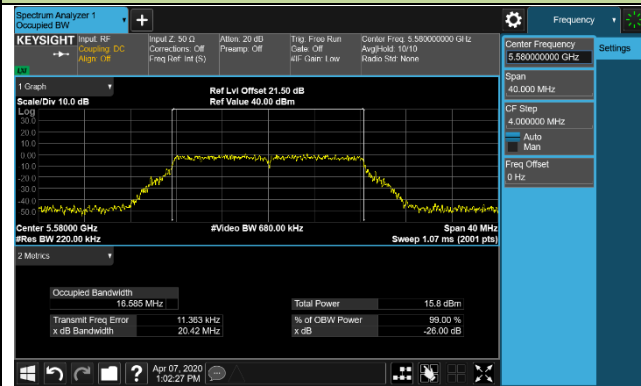 Spectrum Analyzer 1
Occupied BW
+
Frequency
KEYSIGHT
Input: RF
Coupling: DC
Align: Off
Input Z: 50 Ω
Corrections: Off
Freq Ref: Int (S)
Atten: 20 dB
Preamp: Off
Trig: Free Run
Gate: Off
#IF Gain: Low
Center Freq: 5.580000000 GHz
Avg|Hold: 10/10
Radio Std: None
Center Frequency
5.580000000 GHz
Settings
Span
40.000 MHz
CF Step
4.000000 MHz
Auto
Man
Freq Offset
0 Hz
1 Graph
Scale/Div 10.0 dB
Ref Lvl Offset 21.50 dB
Ref Value 40.00 dBm
Log
30.0
20.0
10.0
0.00
-10.0
-20.0
-30.0
-40.0
-50.0
Center 5.58000 GHz
#Res BW 220.00 kHz
#Video BW 680.00 kHz
Span 40 MHz
Sweep 1.07 ms (2001 pts)
2 Metrics
Occupied Bandwidth
16.585 MHz
Total Power 15.8 dBm
Transmit Freq Error 11.363 kHz
% of OBW Power 99.00 %
x dB Bandwidth 20.42 MHz
x dB -26.00 dB
?
Apr 07, 2020
1:02:27 PM